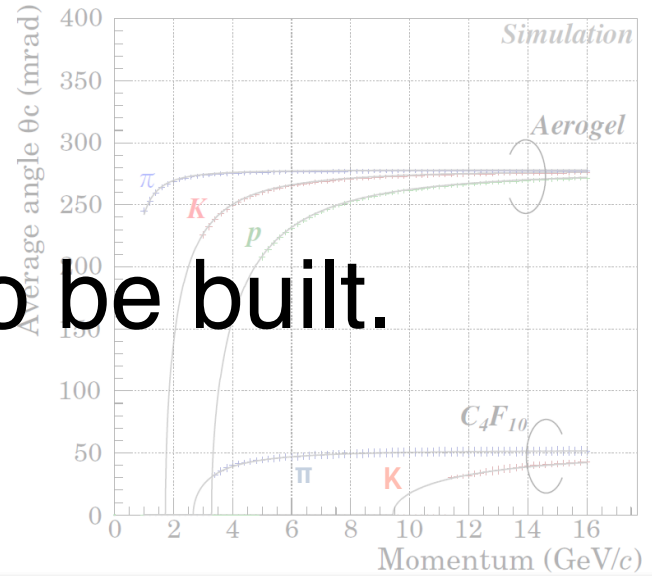 400
Simulation
350
300
Aerogel
π
250
K
p
200
be built.
150
100
C₄F₁₀
50
π
K
0
0 2 4 6 8 10 12 14 16
Momentum (GeV/c)
Average angle θc (mrad)